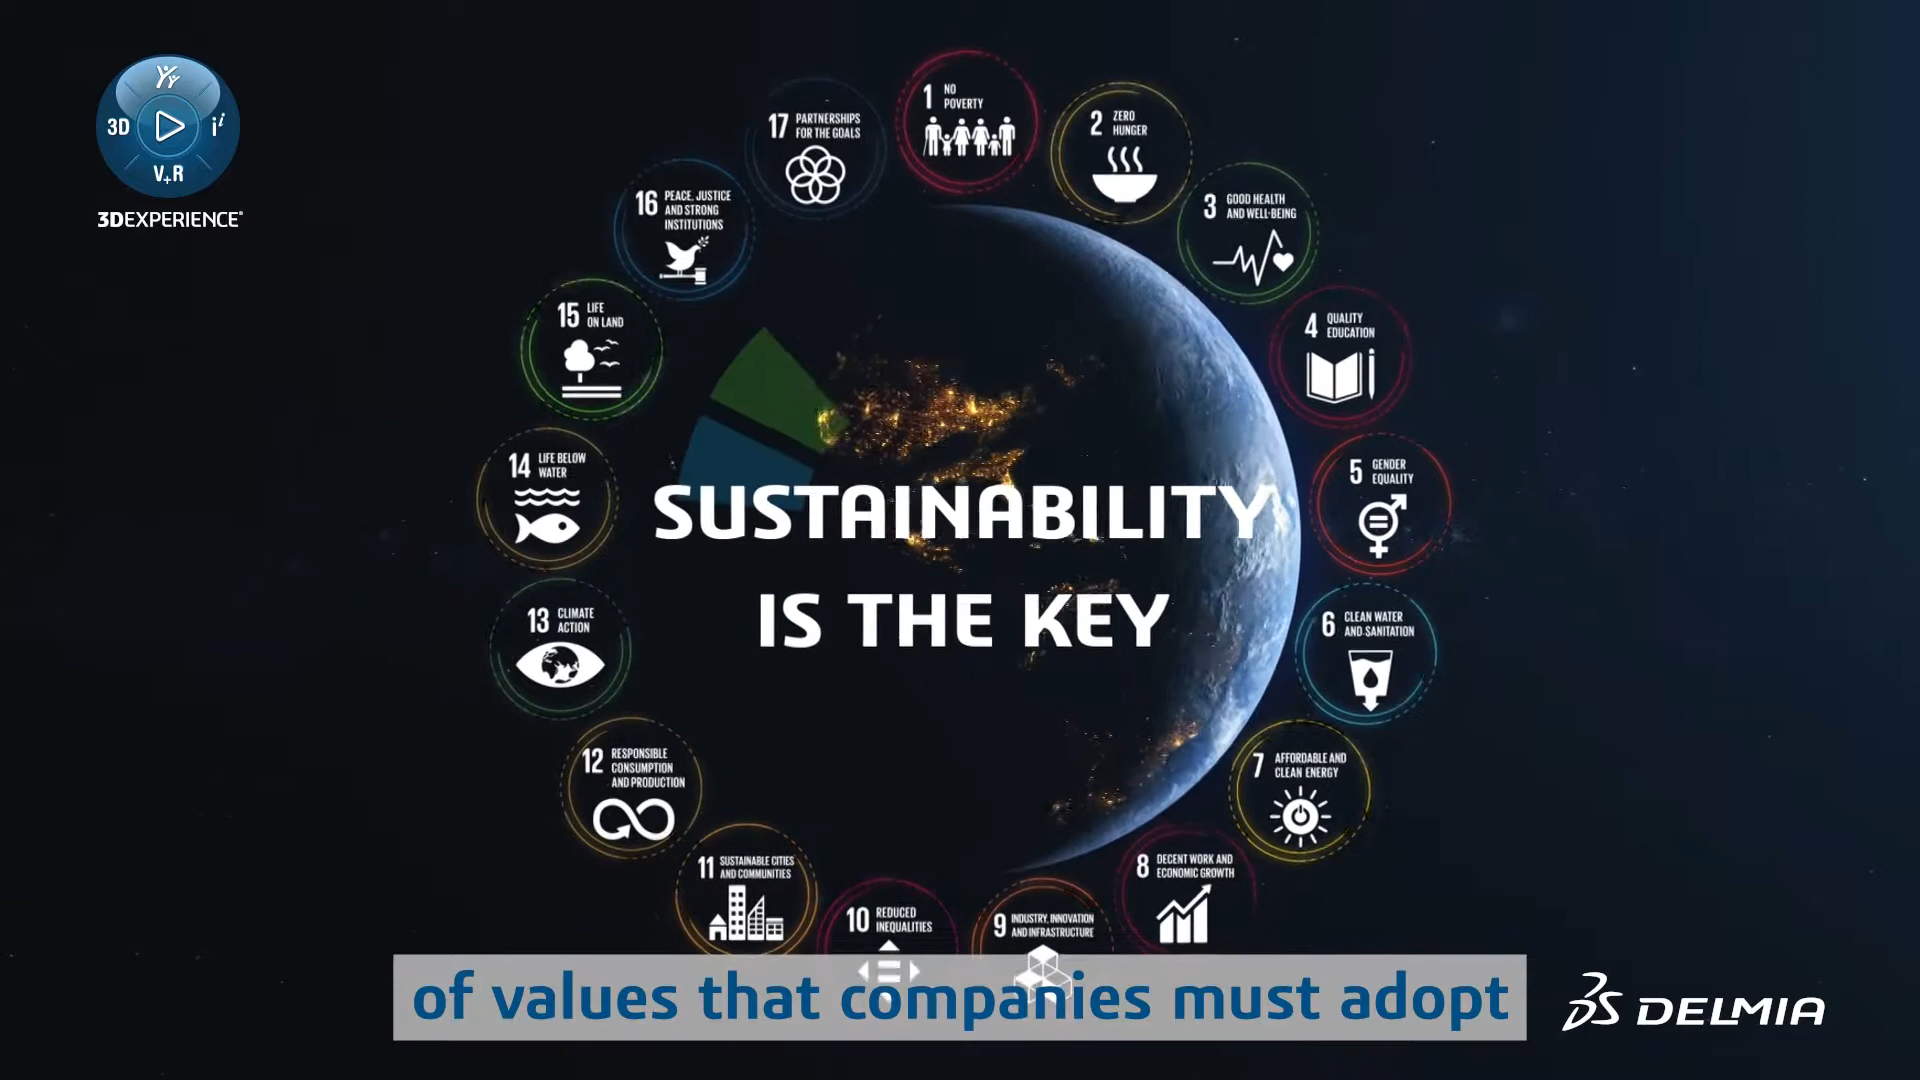 3D
V+R
3DEXPERIENCE®
1 NO
POVERTY
2 ZERO
HUNGER
3 GOOD HEALTH
AND WELL-BEING
4 QUALITY
EDUCATION
5 GENDER
EQUALITY
6 CLEAN WATER
AND SANITATION
7 AFFORDABLE AND
CLEAN ENERGY
8 DECENT WORK AND
ECONOMIC GROWTH
9 INDUSTRY, INNOVATION
AND INFRASTRUCTURE
10 REDUCED
INEQUALITIES
11 SUSTAINABLE CITIES
AND COMMUNITIES
12 RESPONSIBLE
CONSUMPTION
AND PRODUCTION
13 CLIMATE
ACTION
14 LIFE BELOW
WATER
15 LIFE
ON LAND
16 PEACE, JUSTICE
AND STRONG
INSTITUTIONS
17 PARTNERSHIPS
FOR THE GOALS
SUSTAINABILITY
IS THE KEY
of values that companies must adopt
DELMIA